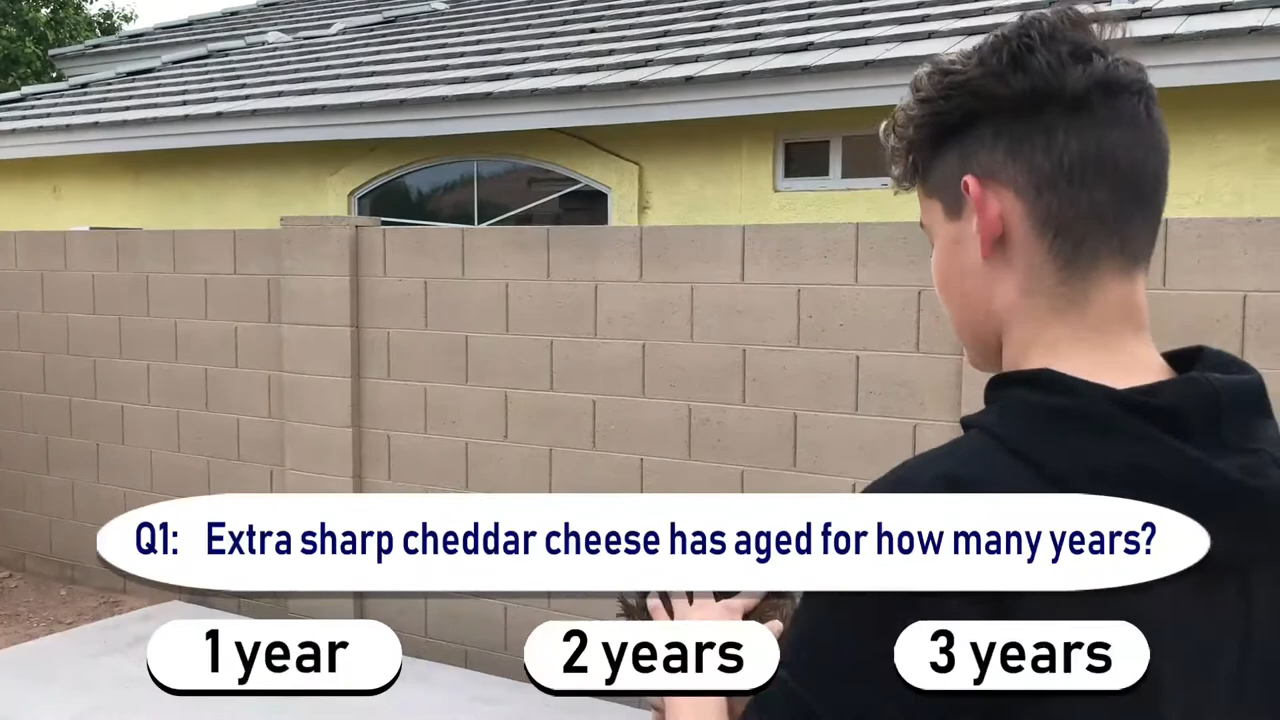 Q1: Extra sharp cheddar cheese has aged for how many years?
1 year
2 years
3 years